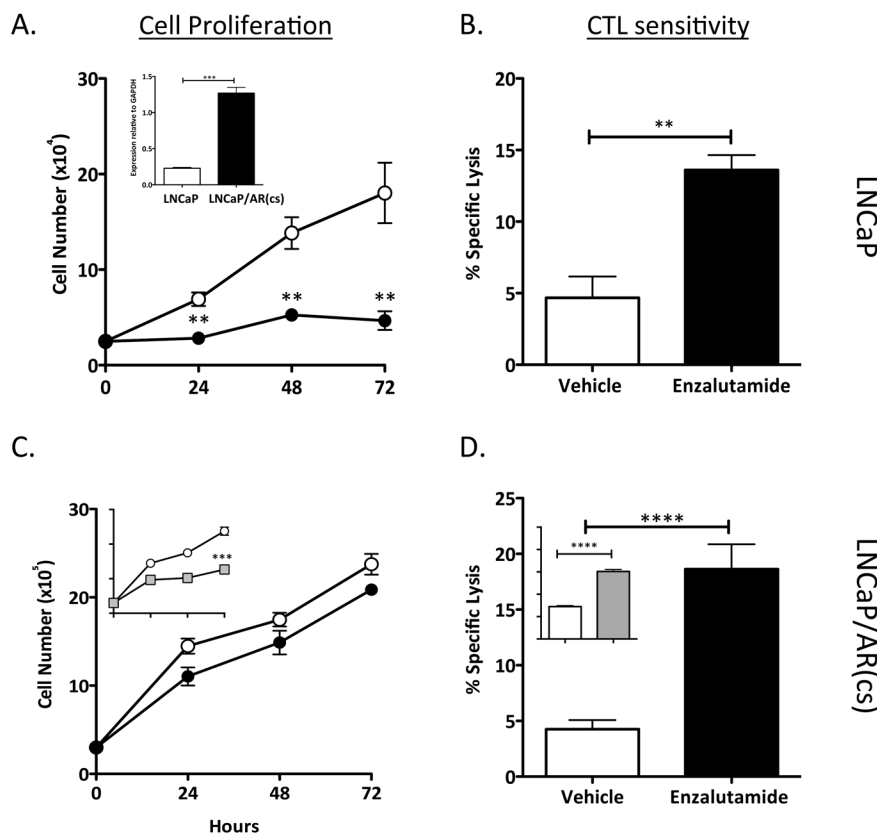 A.
Cell Proliferation
B.
CTL sensitivity
30
20
10
0
Cell Number (x10⁴)
0
24
48
72
**
**
**
1.5
1.0
0.5
0.0
Expression relative to GAPDH
***
LNCaP
LNCaP/AR(cs)
20
15
10
5
0
% Specific Lysis
**
Vehicle
Enzalutamide
LNCaP
C.
30
20
10
0
Cell Number (x10⁵)
***
0
24
48
72
Hours
D.
25
20
15
10
5
0
% Specific Lysis
****
****
Vehicle
Enzalutamide
LNCaP/AR(cs)